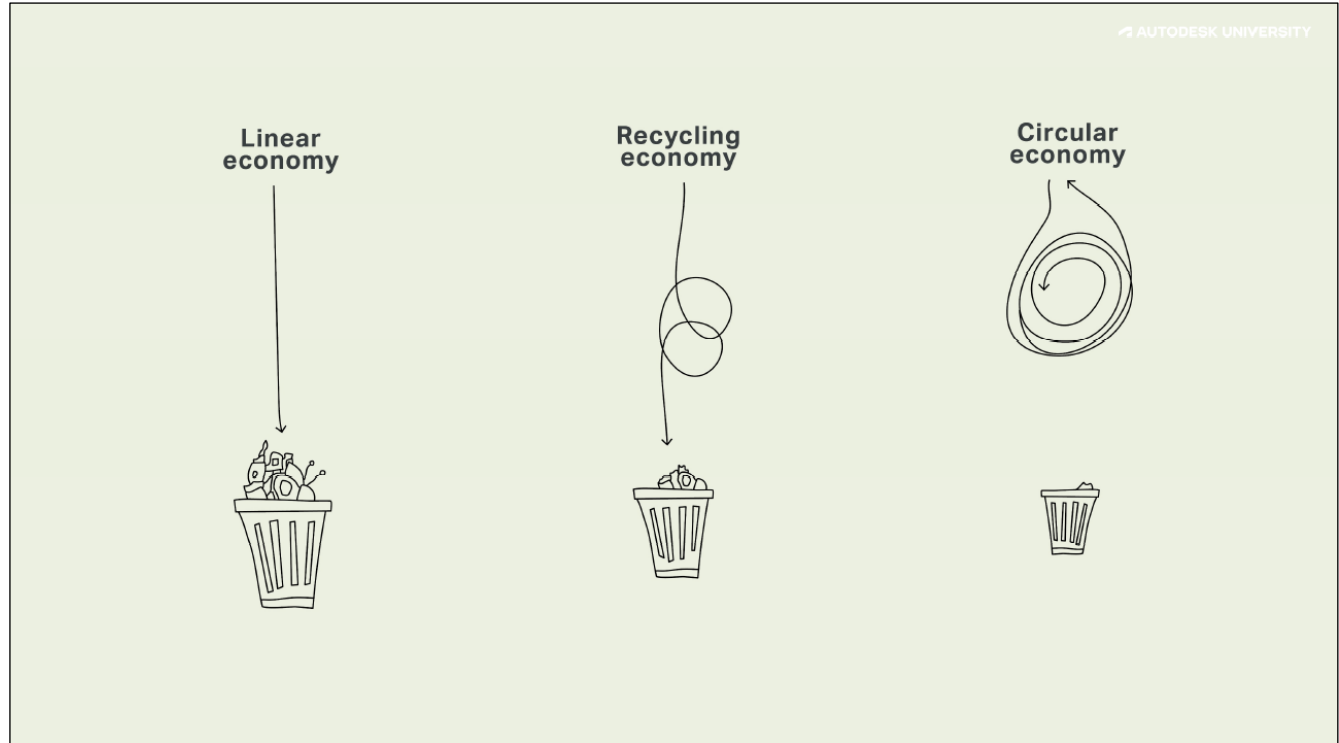 AUTODESK UNIVERSITY
Linear
economy
Recycling
economy
Circular
economy